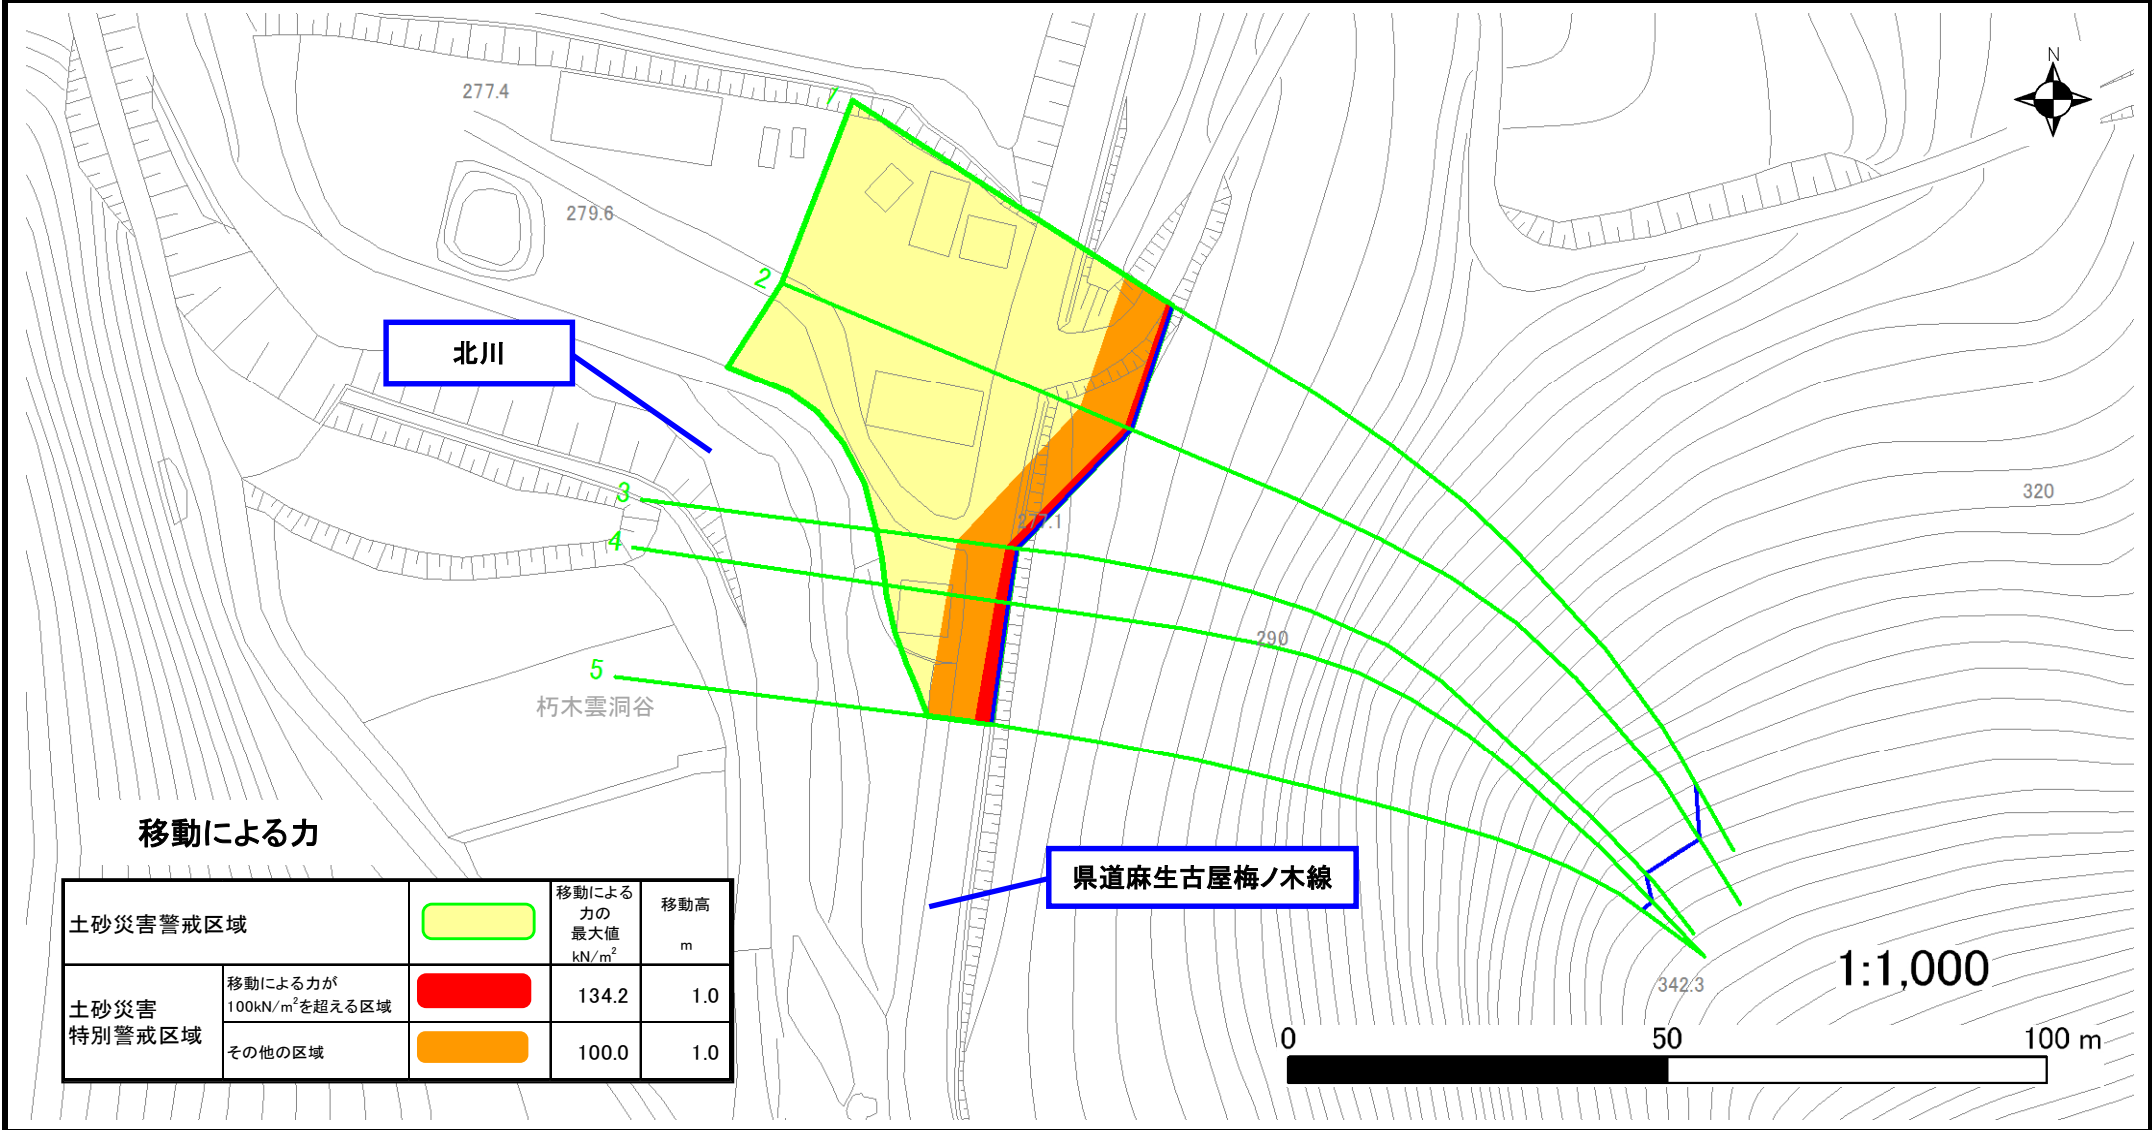 N
277.4
1
279.6
2
北川
3
277.1
320
4
290
5
朽木雲洞谷
移動による力
県道麻生古屋梅ノ木線
土砂災害警戒区域
移動による
力の
最大値
kN/m²
移動高
m
土砂災害
特別警戒区域
移動による力が
100kN/m²を超える区域
134.2
1.0
その他の区域
100.0
1.0
342.3
1:1,000
0
50
100 m